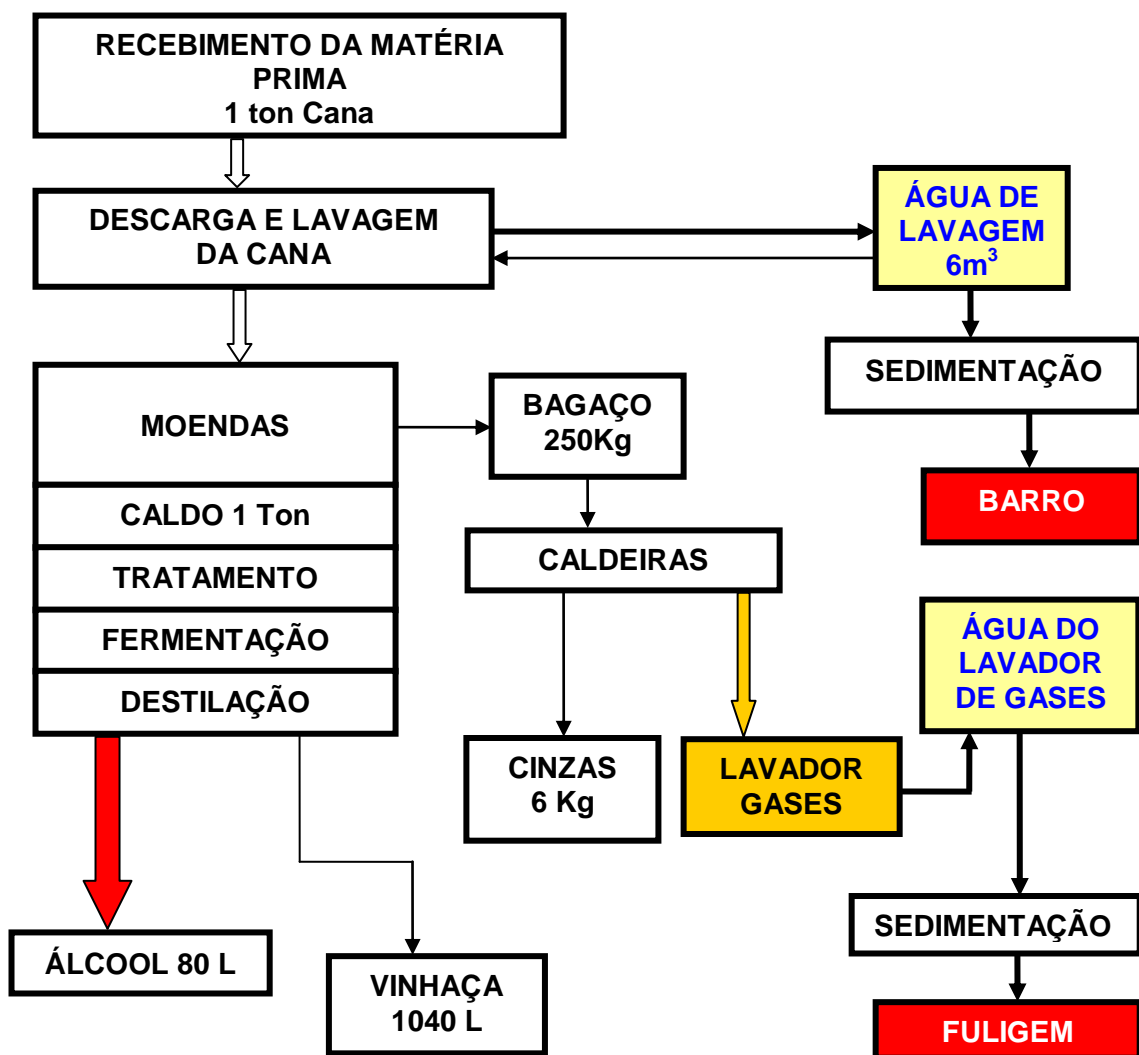 RECEBIMENTO DA MATÉRIA
PRIMA
1 ton Cana
DESCARGA E LAVAGEM
DA CANA
ÁGUA DE
LAVAGEM
6m³
SEDIMENTAÇÃO
BARRO
MOENDAS
CALDO 1 Ton
TRATAMENTO
FERMENTAÇÃO
DESTILAÇÃO
BAGAÇO
250Kg
CALDEIRAS
CINZAS
6 Kg
LAVADOR
GASES
ÁGUA DO
LAVADOR
DE GASES
SEDIMENTAÇÃO
FULIGEM
ÁLCOOL 80 L
VINHAÇA
1040 L